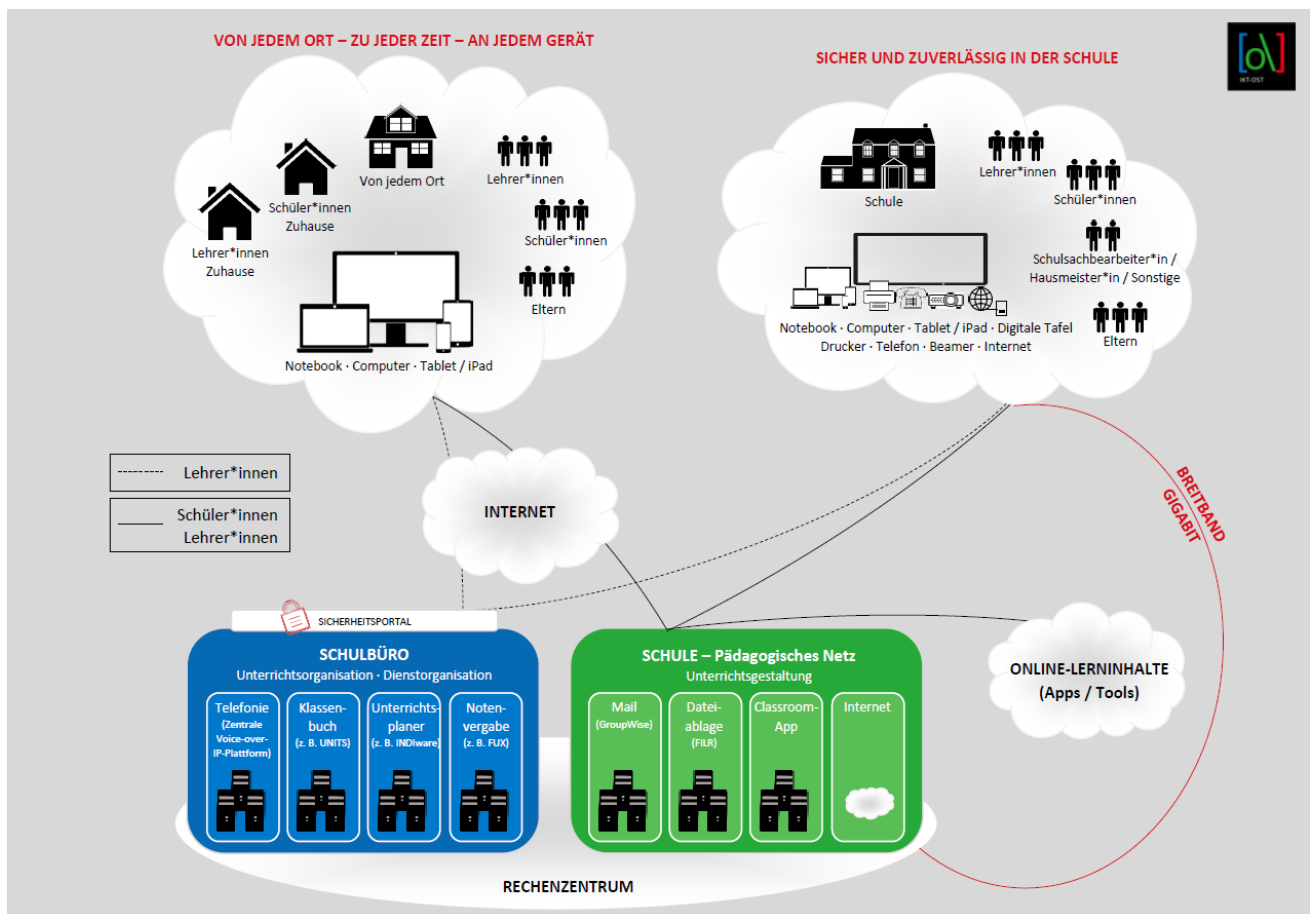 VON JEDEM ORT – ZU JEDER ZEIT – AN JEDEM GERÄT
SICHER UND ZUVERLÄSSIG IN DER SCHULE
[o\]
IKT-OST
Von jedem Ort
Lehrer*innen
Schüler*innen
Zuhause
Schüler*innen
Lehrer*innen
Zuhause
Eltern
Notebook · Computer · Tablet / iPad
Schule
Lehrer*innen
Schüler*innen
Schulsachbearbeiter*in /
Hausmeister*in / Sonstige
Eltern
Notebook · Computer · Tablet / iPad · Digitale Tafel
Drucker · Telefon · Beamer · Internet
Lehrer*innen
Schüler*innen
Lehrer*innen
INTERNET
BREITBAND
GIGABIT
SICHERHEITSPORTAL
SCHULBÜRO
Unterrichtsorganisation · Dienstorganisation
Telefonie
(Zentrale
Voice-over-
IP-Plattform)
Klassen-
buch
(z. B. UNITS)
Unterrichts-
planer
(z. B. INDIware)
Noten-
vergabe
(z. B. FUX)
SCHULE – Pädagogisches Netz
Unterrichtsgestaltung
Mail
(GroupWise)
Datei-
ablage
(FILR)
Classroom-
App
Internet
ONLINE-LERNINHALTE
(Apps / Tools)
RECHENZENTRUM